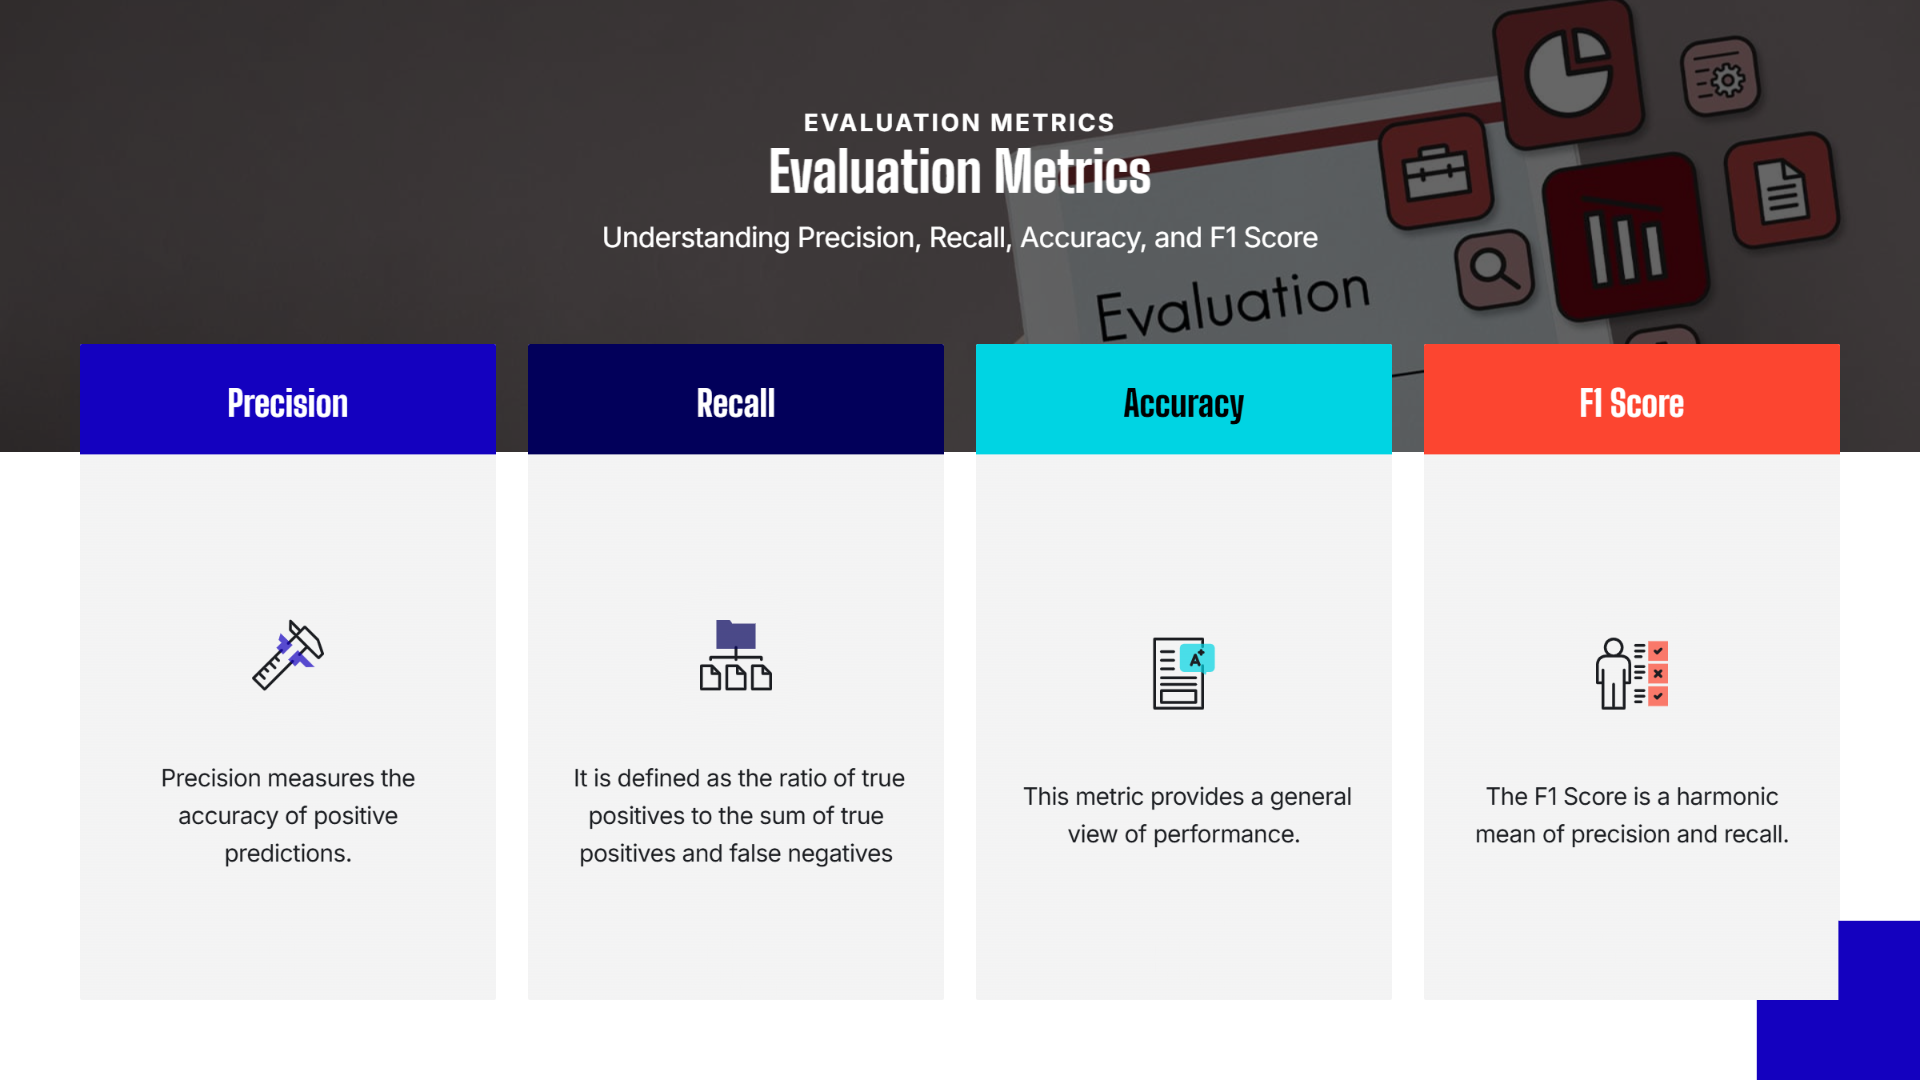 EVALUATION METRICS
Evaluation Metrics
Understanding Precision, Recall, Accuracy, and F1 Score
Evaluation
Precision
Recall
Accuracy
F1 Score
A+
Precision measures the
accuracy of positive
predictions.
It is defined as the ratio of true
positives to the sum of true
positives and false negatives
This metric provides a general
view of performance.
The F1 Score is a harmonic
mean of precision and recall.